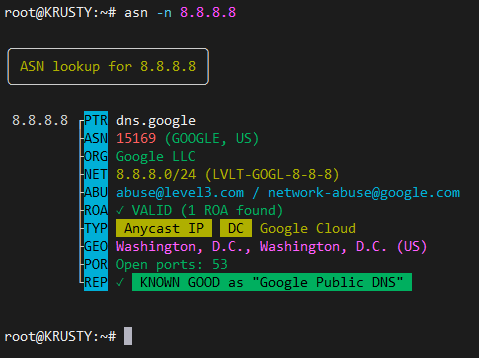 root@KRUSTY:~# asn -n 8.8.8.8
ASN lookup for 8.8.8.8
8.8.8.8 PTR dns.google
ASN 15169 (GOOGLE, US)
ORG Google LLC
NET 8.8.8.0/24 (LVLT-GOGL-8-8-8)
ABU abuse@level3.com / network-abuse@google.com
ROA ✓ VALID (1 ROA found)
TYP Anycast IP DC Google Cloud
GEO Washington, D.C., Washington, D.C. (US)
POR Open ports: 53
REP ✓ KNOWN GOOD as "Google Public DNS"
root@KRUSTY:~#